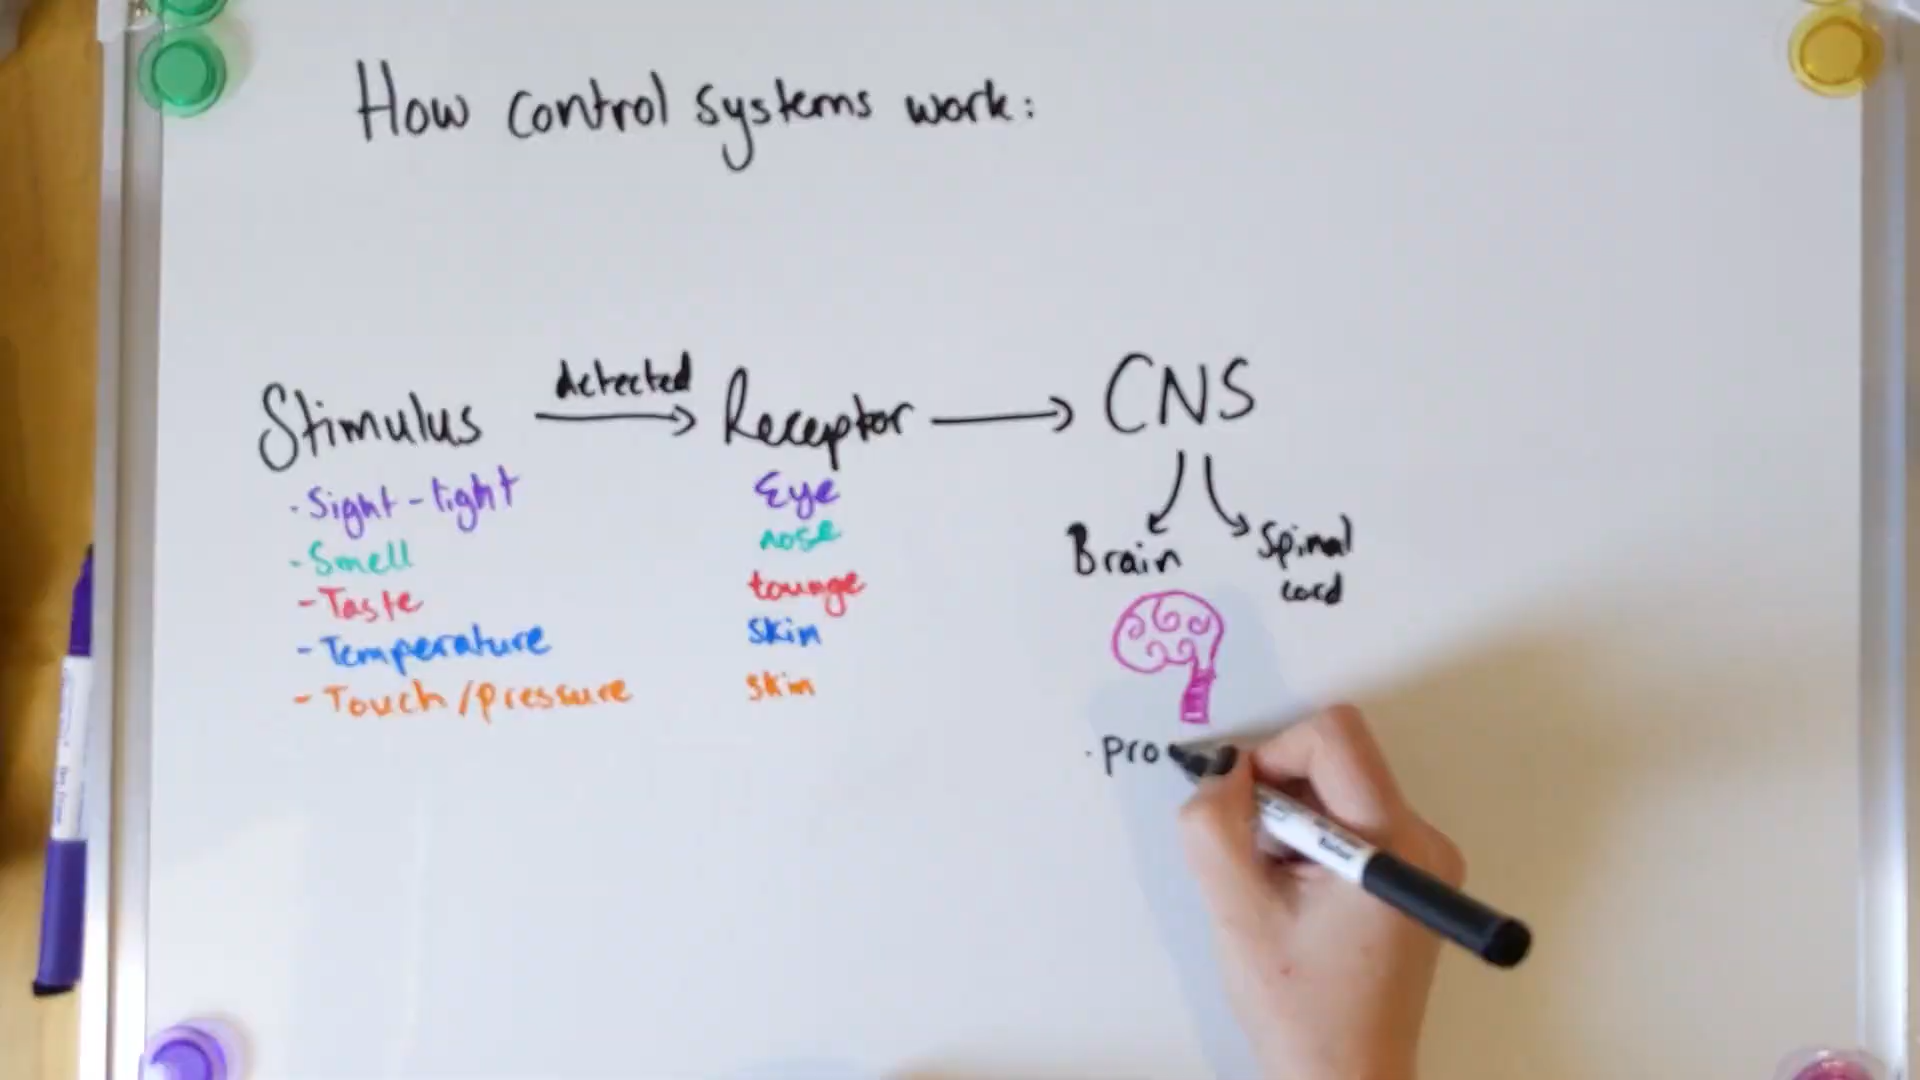 How control systems work:
Stimulus
detected
Receptor
CNS
· Sight - light
- Smell
- Taste
- Temperature
- Touch/pressure
Eye
nose
tounge
skin
skin
Brain
Spinal
cord
· pro